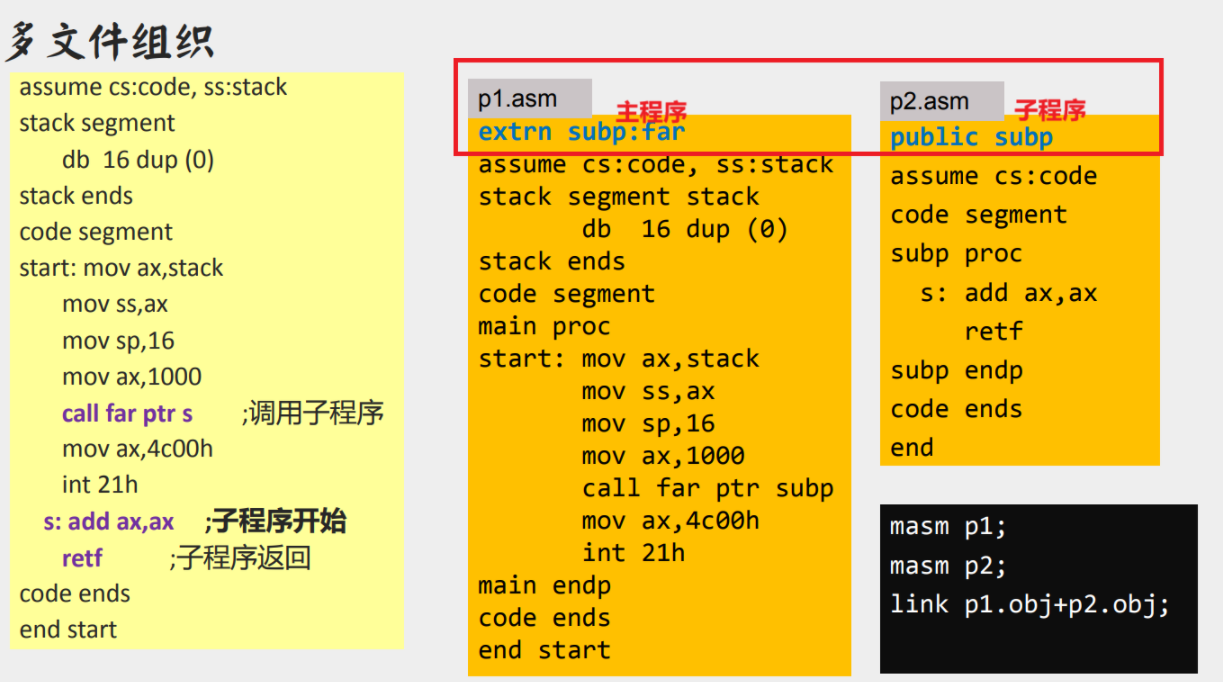 多文件组织
assume cs:code, ss:stack
stack segment
db 16 dup (0)
stack ends
code segment
start: mov ax,stack
mov ss,ax
mov sp,16
mov ax,1000
call far ptr s ;调用子程序
mov ax,4c00h
int 21h
s: add ax,ax ;子程序开始
retf ;子程序返回
code ends
end start
p1.asm 主程序
extrn subp:far
assume cs:code, ss:stack
stack segment stack
db 16 dup (0)
stack ends
code segment
main proc
start: mov ax,stack
mov ss,ax
mov sp,16
mov ax,1000
call far ptr subp
mov ax,4c00h
int 21h
main endp
code ends
end start
p2.asm 子程序
public subp
assume cs:code
code segment
subp proc
s: add ax,ax
retf
subp endp
code ends
end
masm p1;
masm p2;
link p1.obj+p2.obj;